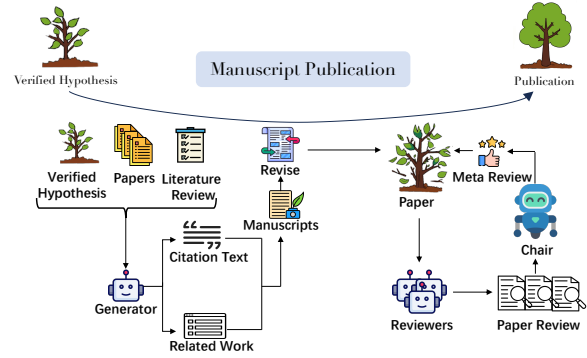 Manuscript Publication
Verified Hypothesis
Publication
Verified
Hypothesis
Papers
Literature
Review
Revise
Manuscripts
Paper
Meta Review
Chair
Citation Text
Generator
Related Work
Reviewers
Paper Review